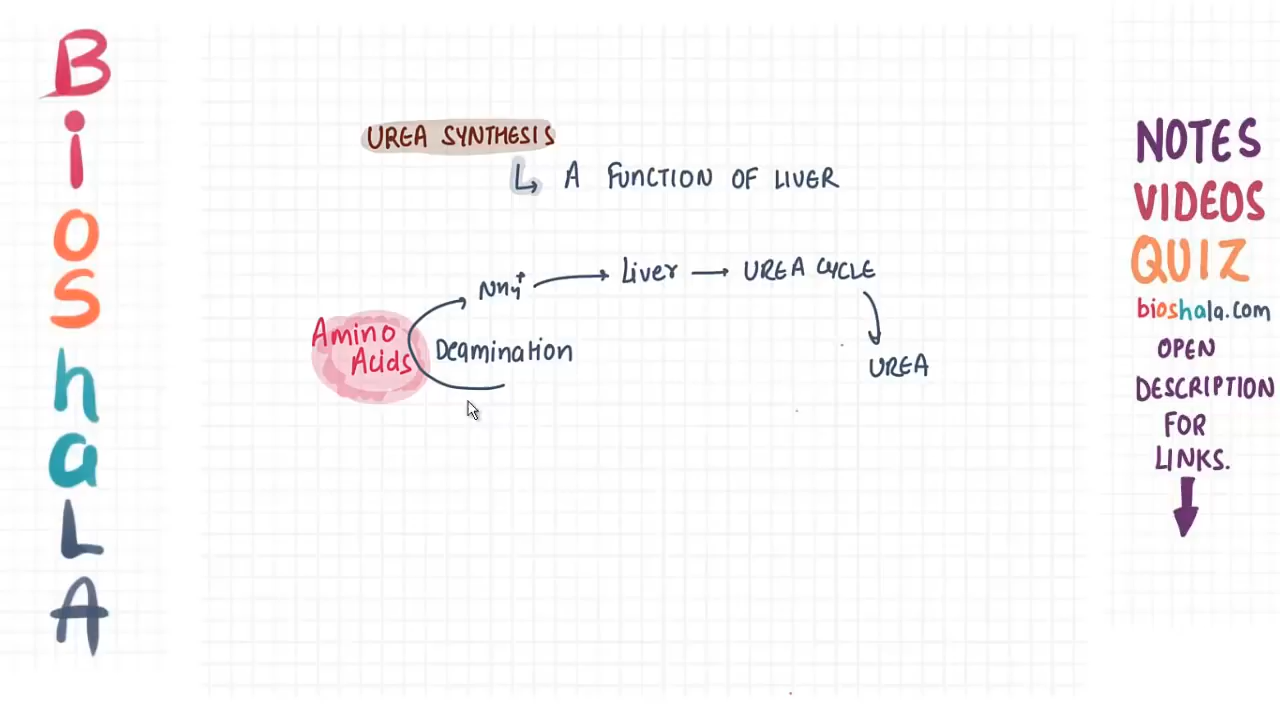 BioshaLA
UREA SYNTHESIS
↳ A FUNCTION OF LIVER
NH4+ → Liver → UREA CYCLE
Amino
Acids
Deamination
UREA
NOTES
VIDEOS
QUIZ
bioshala.com
OPEN
DESCRIPTION
FOR
LINKS.